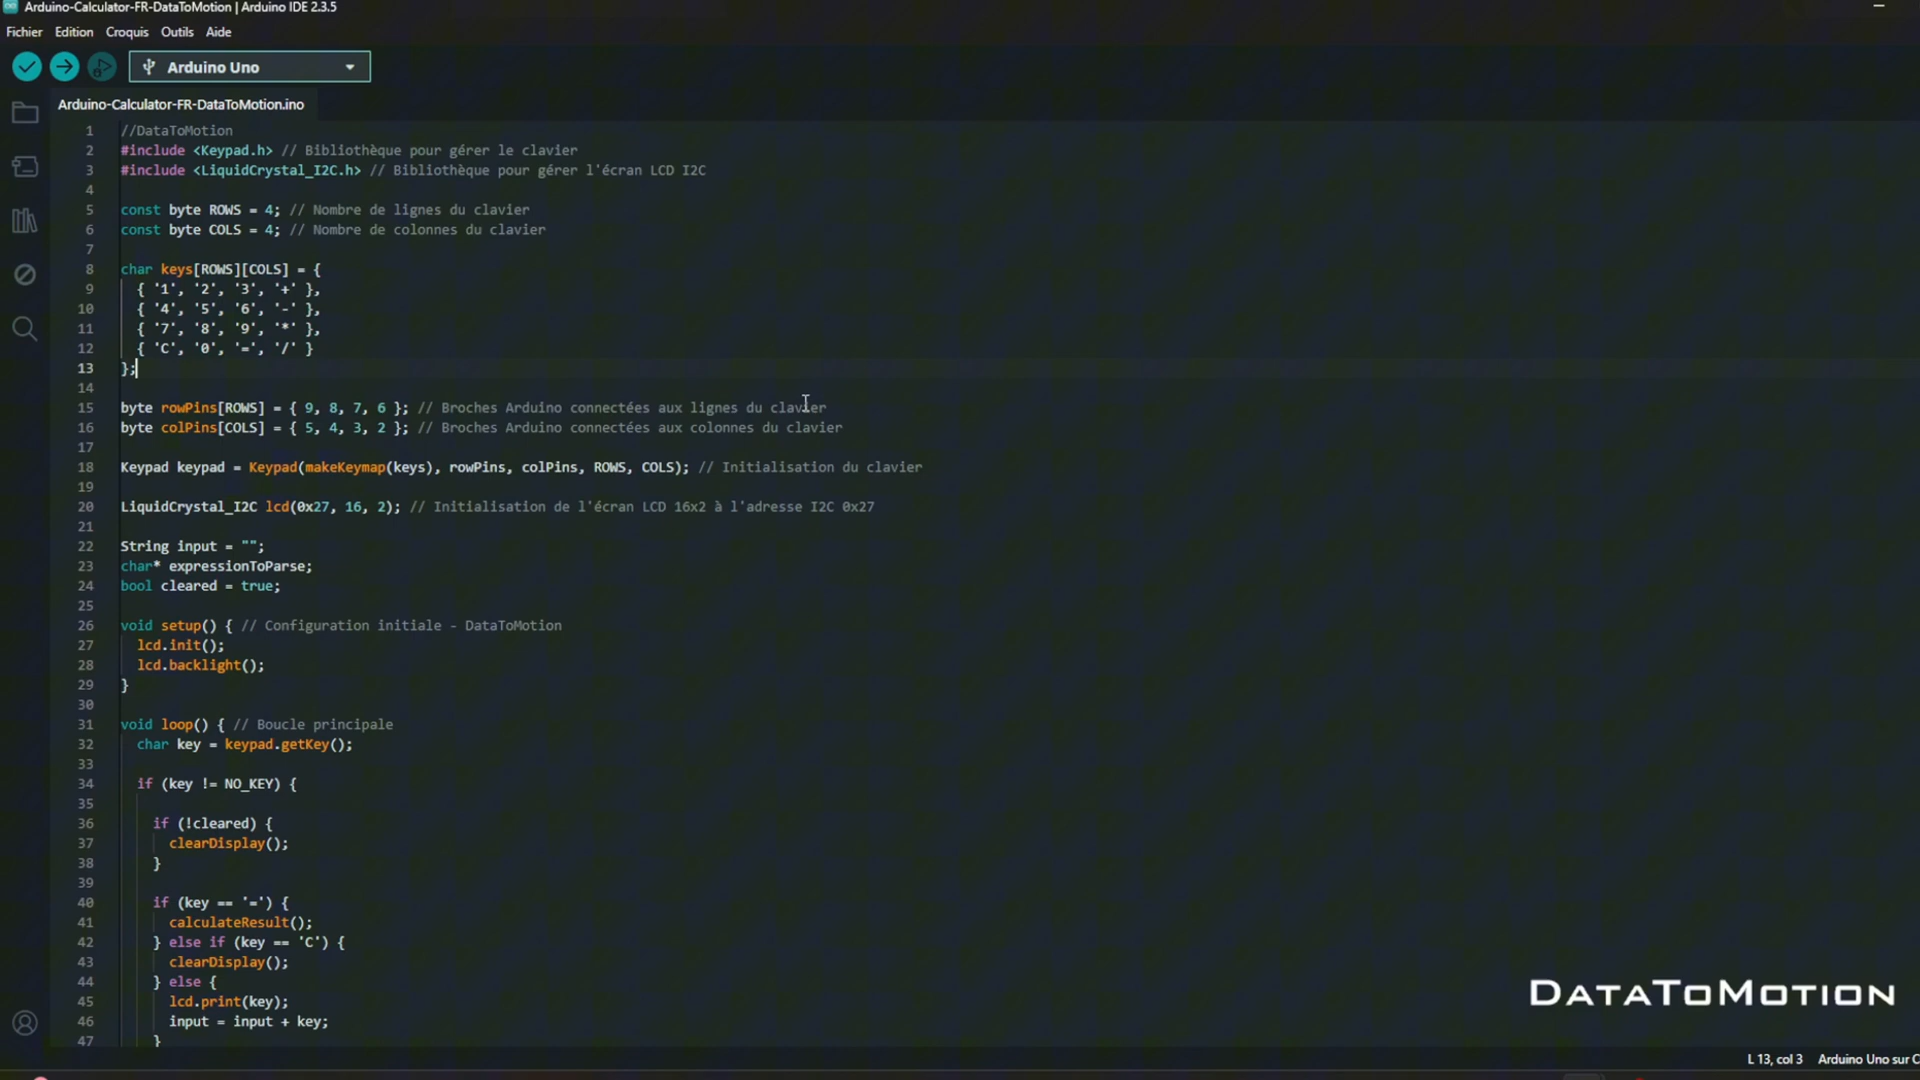 Arduino-Calculator-FR-DataToMotion | Arduino IDE 2.3.5
Fichier Edition Croquis Outils Aide
Arduino Uno
Arduino-Calculator-FR-DataToMotion.ino
1 //DataToMotion
2 #include <Keypad.h> // Bibliothèque pour gérer le clavier
3 #include <LiquidCrystal_I2C.h> // Bibliothèque pour gérer l'écran LCD I2C
4
5 const byte ROWS = 4; // Nombre de lignes du clavier
6 const byte COLS = 4; // Nombre de colonnes du clavier
7
8 char keys[ROWS][COLS] = {
9 { '1', '2', '3', '+' },
10 { '4', '5', '6', '-' },
11 { '7', '8', '9', '*' },
12 { 'C', '0', '=', '/' }
13 };
14
15 byte rowPins[ROWS] = { 9, 8, 7, 6 }; // Broches Arduino connectées aux lignes du clavier
16 byte colPins[COLS] = { 5, 4, 3, 2 }; // Broches Arduino connectées aux colonnes du clavier
17
18 Keypad keypad = Keypad(makeKeymap(keys), rowPins, colPins, ROWS, COLS); // Initialisation du clavier
19
20 LiquidCrystal_I2C lcd(0x27, 16, 2); // Initialisation de l'écran LCD 16x2 à l'adresse I2C 0x27
21
22 String input = "";
23 char* expressionToParse;
24 bool cleared = true;
25
26 void setup() { // Configuration initiale - DataToMotion
27 lcd.init();
28 lcd.backlight();
29 }
30
31 void loop() { // Boucle principale
32 char key = keypad.getKey();
33
34 if (key != NO_KEY) {
35
36 if (!cleared) {
37 clearDisplay();
38 }
39
40 if (key == '=') {
41 calculateResult();
42 } else if (key == 'C') {
43 clearDisplay();
44 } else {
45 lcd.print(key);
46 input = input + key;
47 }
DataToMotion
L 13, col 3 Arduino Uno sur C